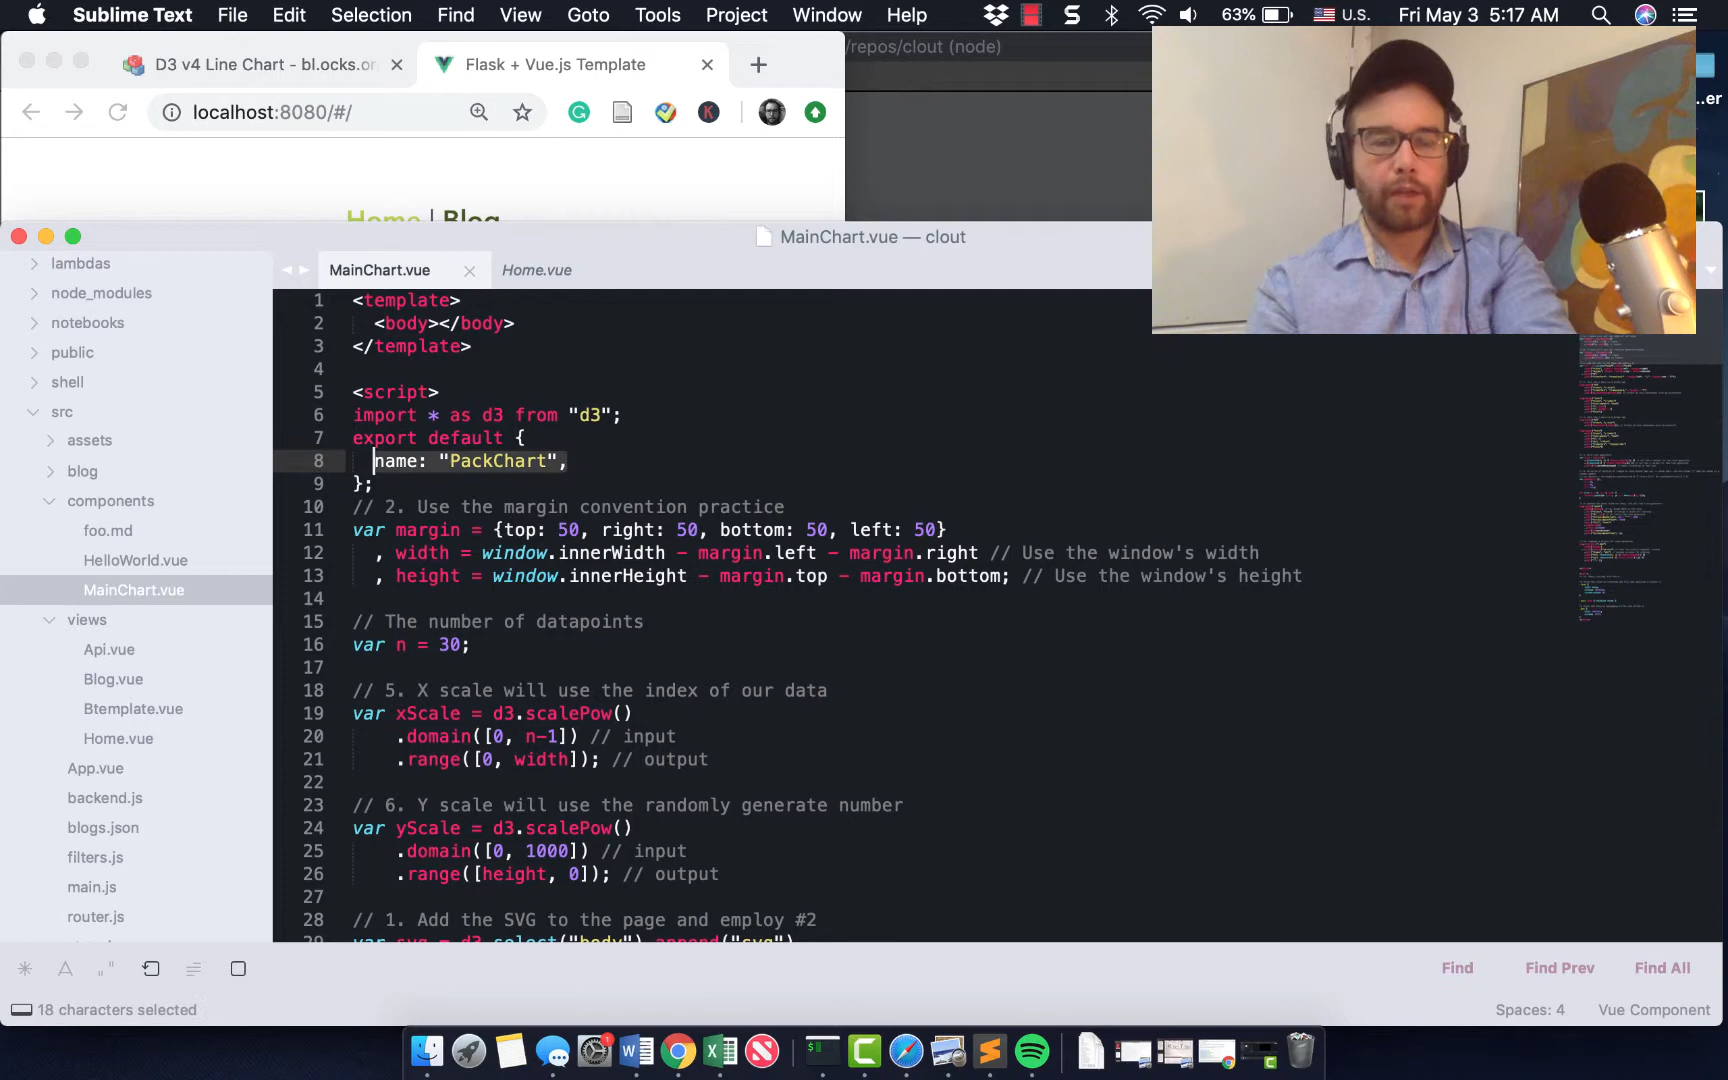 Sublime Text File Edit Selection Find View Goto Tools Project Window Help 63% U.S. Fri May 3 5:17 AM
D3 v4 Line Chart - bl.ocks.or
Flask + Vue.js Template
/repos/clout (node)
localhost:8080/#/
K
...er
Home | Blog
MainChart.vue — clout
MainChart.vue
Home.vue
lambdas
node_modules
notebooks
public
shell
src
assets
blog
components
foo.md
HelloWorld.vue
MainChart.vue
views
Api.vue
Blog.vue
Btemplate.vue
Home.vue
App.vue
backend.js
blogs.json
filters.js
main.js
router.js
1 <template>
2 <body></body>
3 </template>
4
5 <script>
6 import * as d3 from "d3";
7 export default {
8 name: "PackChart",
9 };
10 // 2. Use the margin convention practice
11 var margin = {top: 50, right: 50, bottom: 50, left: 50}
12 , width = window.innerWidth - margin.left - margin.right // Use the window's width
13 , height = window.innerHeight - margin.top - margin.bottom; // Use the window's height
14
15 // The number of datapoints
16 var n = 30;
17
18 // 5. X scale will use the index of our data
19 var xScale = d3.scalePow()
20 .domain([0, n-1]) // input
21 .range([0, width]); // output
22
23 // 6. Y scale will use the randomly generate number
24 var yScale = d3.scalePow()
25 .domain([0, 1000]) // input
26 .range([height, 0]); // output
27
28 // 1. Add the SVG to the page and employ #2
29 var svg = d3.select("body").append("svg")
Find Find Prev Find All
18 characters selected
Spaces: 4 Vue Component